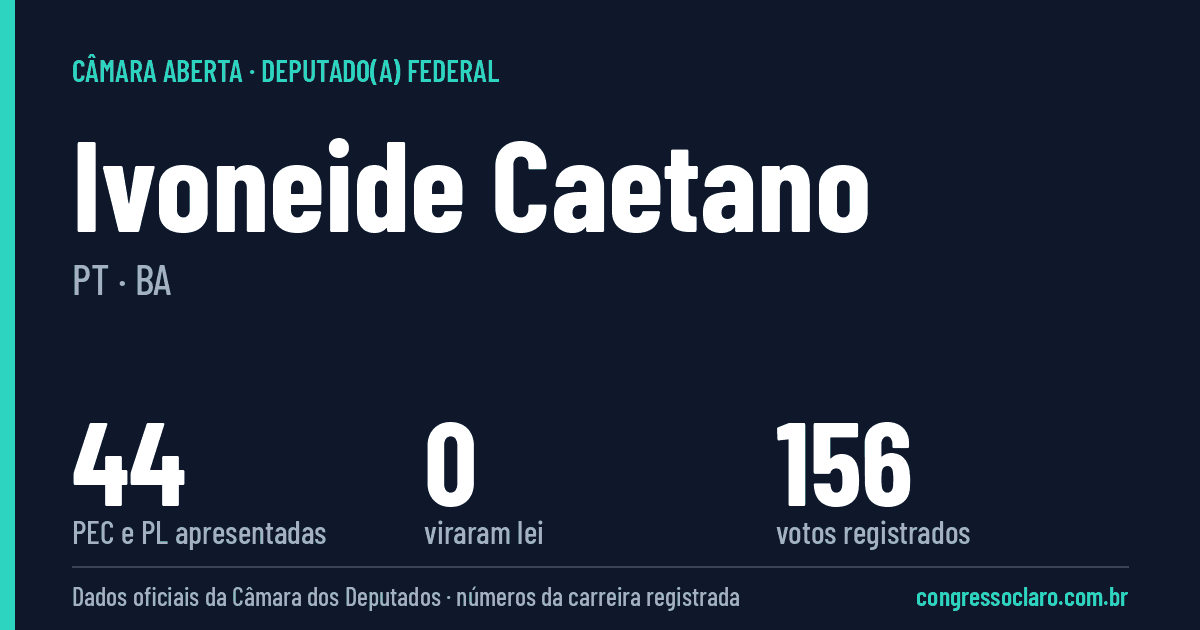 CÂMARA ABERTA · DEPUTADO(A) FEDERAL
Ivoneide Caetano
PT · BA
44
PEC e PL apresentadas
0
viraram lei
156
votos registrados
Dados oficiais da Câmara dos Deputados · números da carreira registrada
congressoclaro.com.br